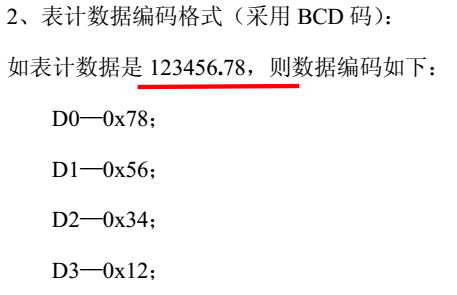 2、表计数据编码格式（采用 BCD 码）：
如表计数据是 123456.78，则数据编码如下：
D0—0x78；
D1—0x56；
D2—0x34；
D3—0x12；